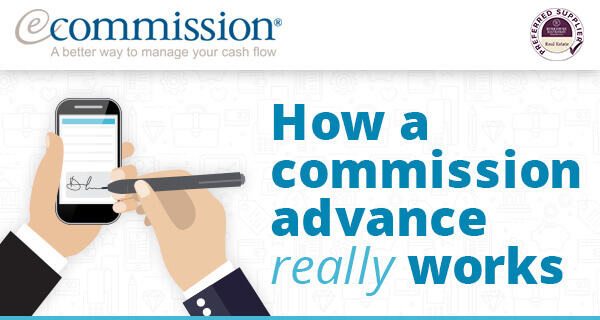 ecommission®
A better way to manage your cash flow
PREFERRED SUPPLIER
Real Estate
How a
commission
advance
really works